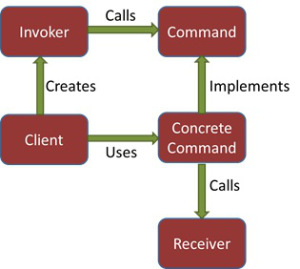 Calls
Invoker
Command
Creates
Implements
Client
Concrete
Command
Uses
Calls
Receiver